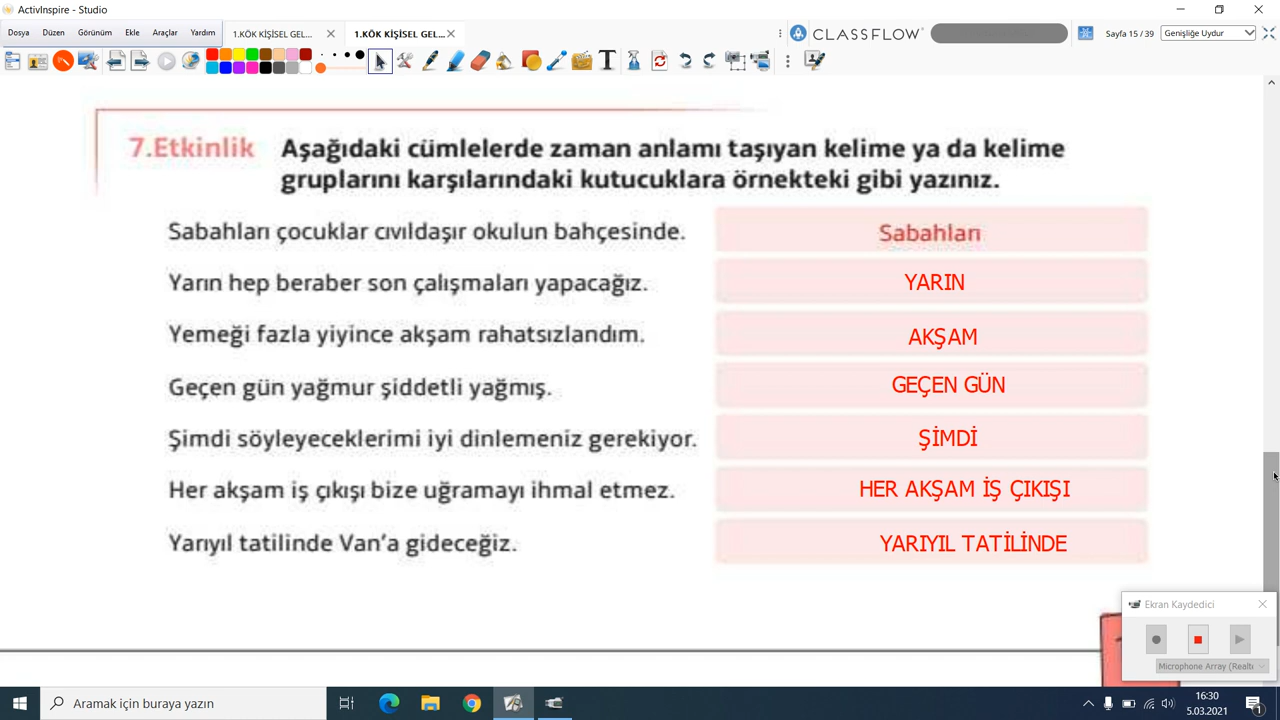 ActivInspire - Studio
Dosya Düzen Görünüm Ekle Araçlar Yardım
1.KÖK KİŞİSEL GEL... 1.KÖK KİŞİSEL GEL...
CLASSFLOW
Sayfa 15 / 39
Genişliğe Uydur
7.Etkinlik Aşağıdaki cümlelerde zaman anlamı taşıyan kelime ya da kelime
gruplarını karşılarındaki kutucuklara örnekteki gibi yazınız.
Sabahları çocuklar cıvıldaşır okulun bahçesinde. Sabahları
Yarın hep beraber son çalışmaları yapacağız. YARIN
Yemeği fazla yiyince akşam rahatsızlandım. AKŞAM
Geçen gün yağmur şiddetli yağmış. GEÇEN GÜN
Şimdi söyleyeceklerimi iyi dinlemeniz gerekiyor. ŞİMDİ
Her akşam iş çıkışı bize uğramayı ihmal etmez. HER AKŞAM İŞ ÇIKIŞI
Yarıyıl tatilinde Van'a gideceğiz. YARIYIL TATİLİNDE
Ekran Kaydedici
Microphone Array (Realte
Aramak için buraya yazın
16:30
5.03.2021
1